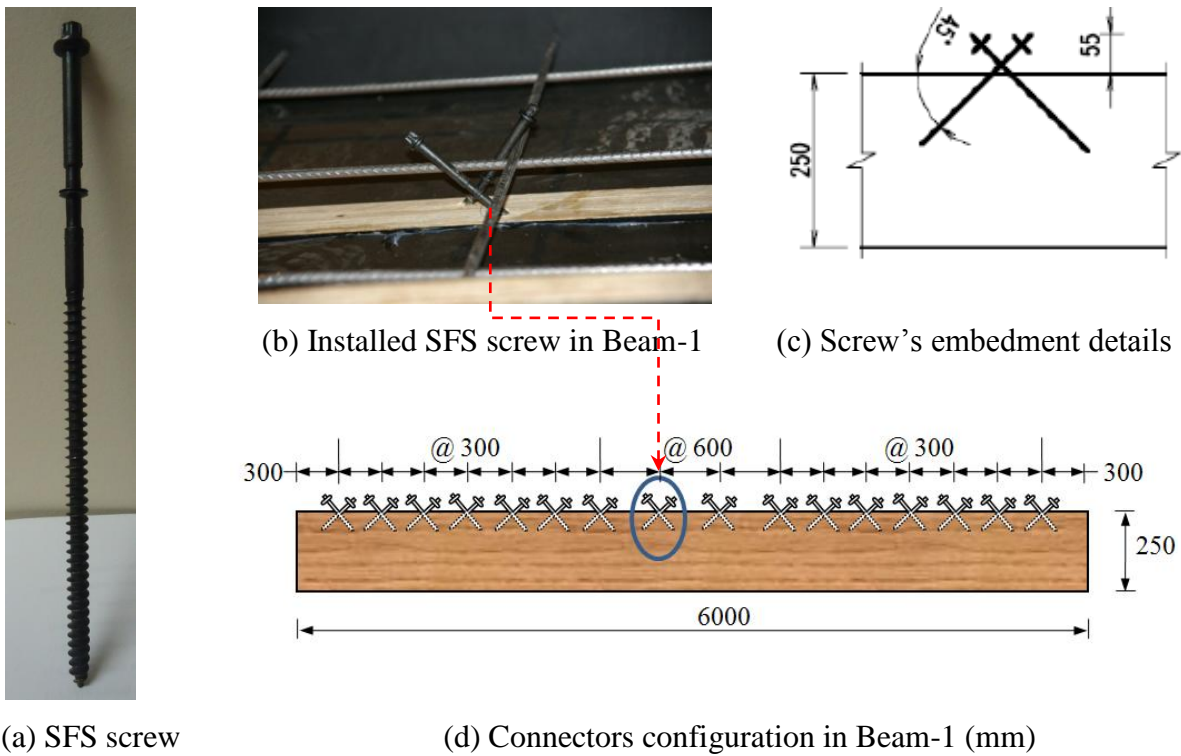 45°
55
250
(b) Installed SFS screw in Beam-1
(c) Screw’s embedment details
@ 300
@ 600
@ 300
300
300
250
6000
(a) SFS screw
(d) Connectors configuration in Beam-1 (mm)